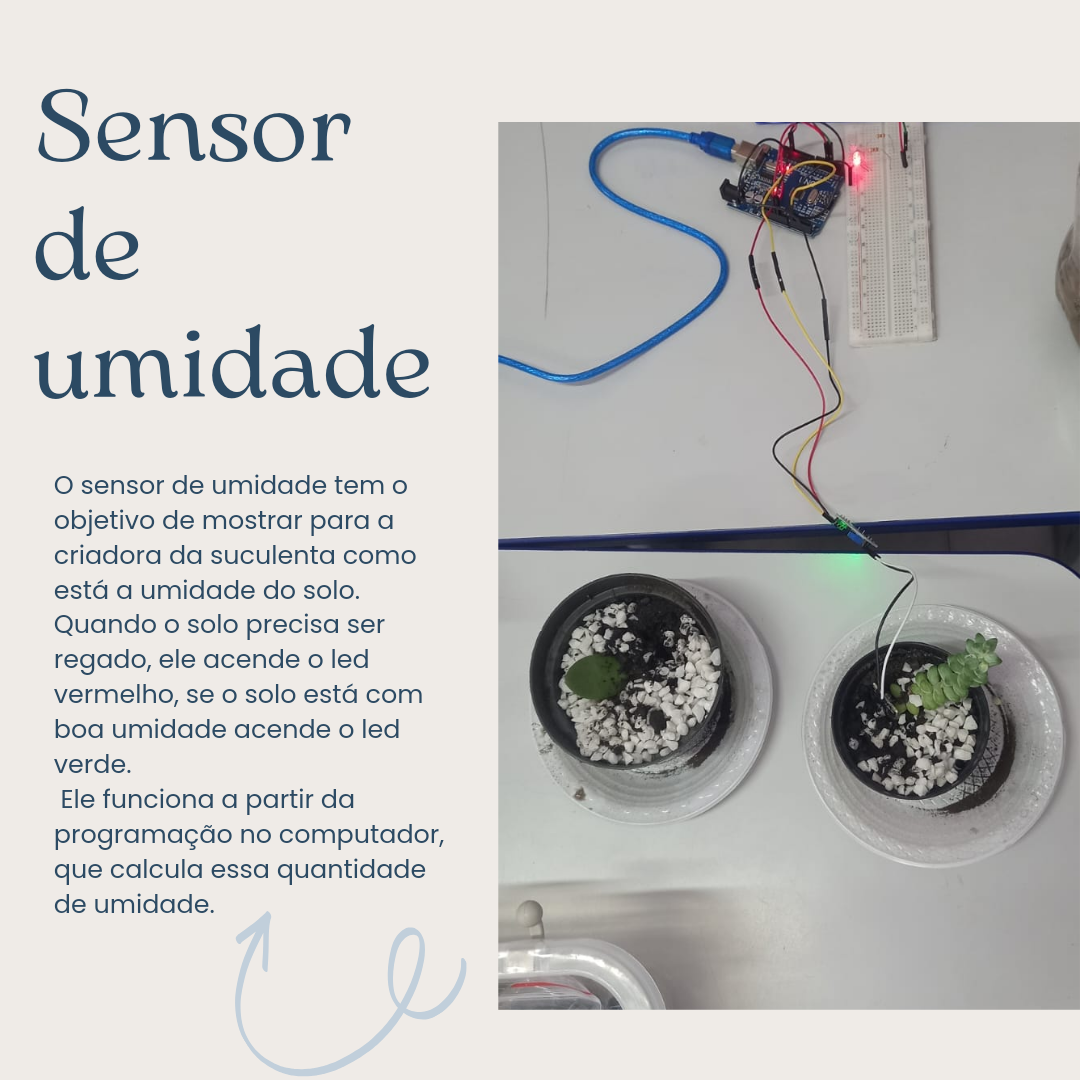 Sensor
de
umidade
O sensor de umidade tem o
objetivo de mostrar para a
criadora da suculenta como
está a umidade do solo.
Quando o solo precisa ser
regado, ele acende o led
vermelho, se o solo está com
boa umidade acende o led
verde.
Ele funciona a partir da
programação no computador,
que calcula essa quantidade
de umidade.